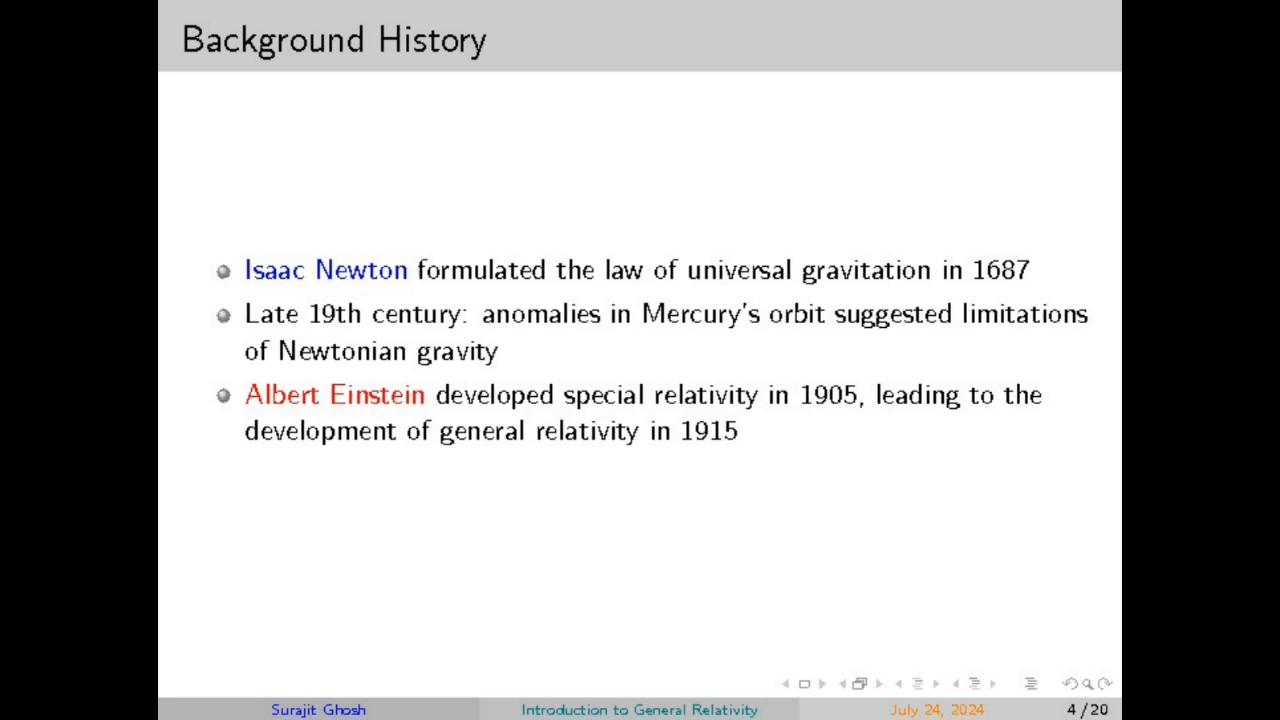 Background History
Isaac Newton formulated the law of universal gravitation in 1687
Late 19th century: anomalies in Mercury's orbit suggested limitations
of Newtonian gravity
Albert Einstein developed special relativity in 1905, leading to the
development of general relativity in 1915
Surajit Ghosh
Introduction to General Relativity
July 24, 2024
4/20